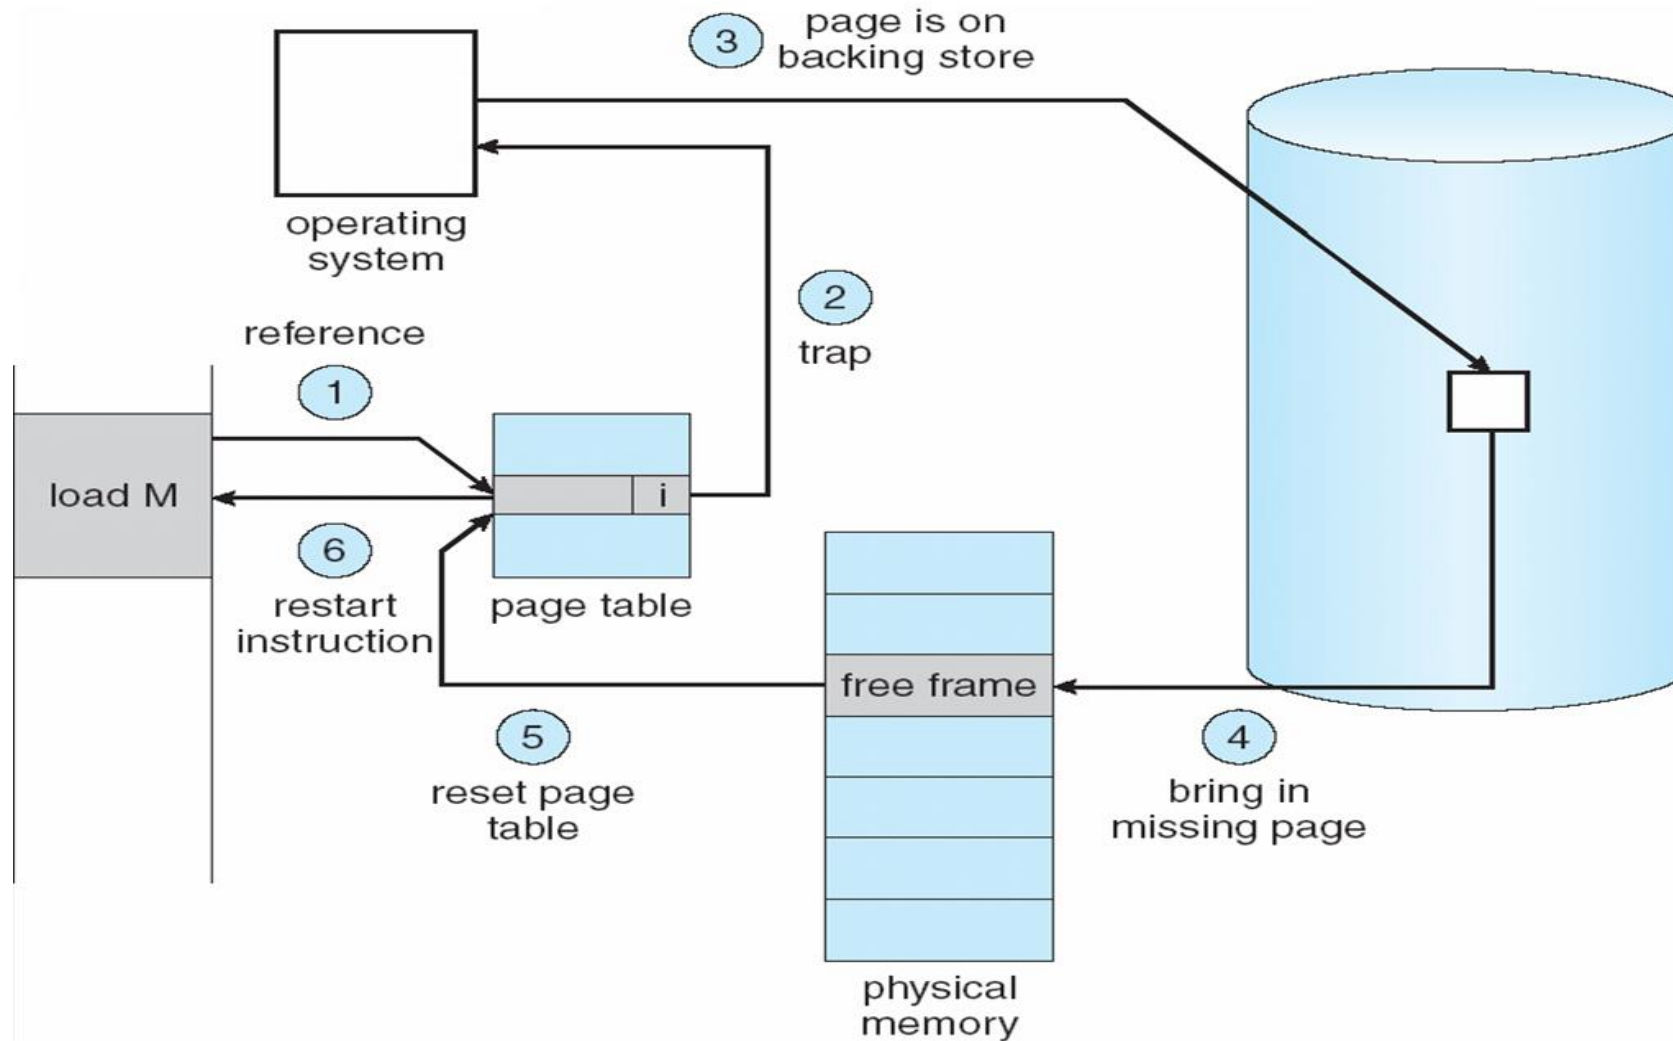 3
page is on
backing store
operating
system
2
trap
reference
1
load M
i
6
restart
instruction
page table
free frame
5
reset page
table
4
bring in
missing page
physical
memory